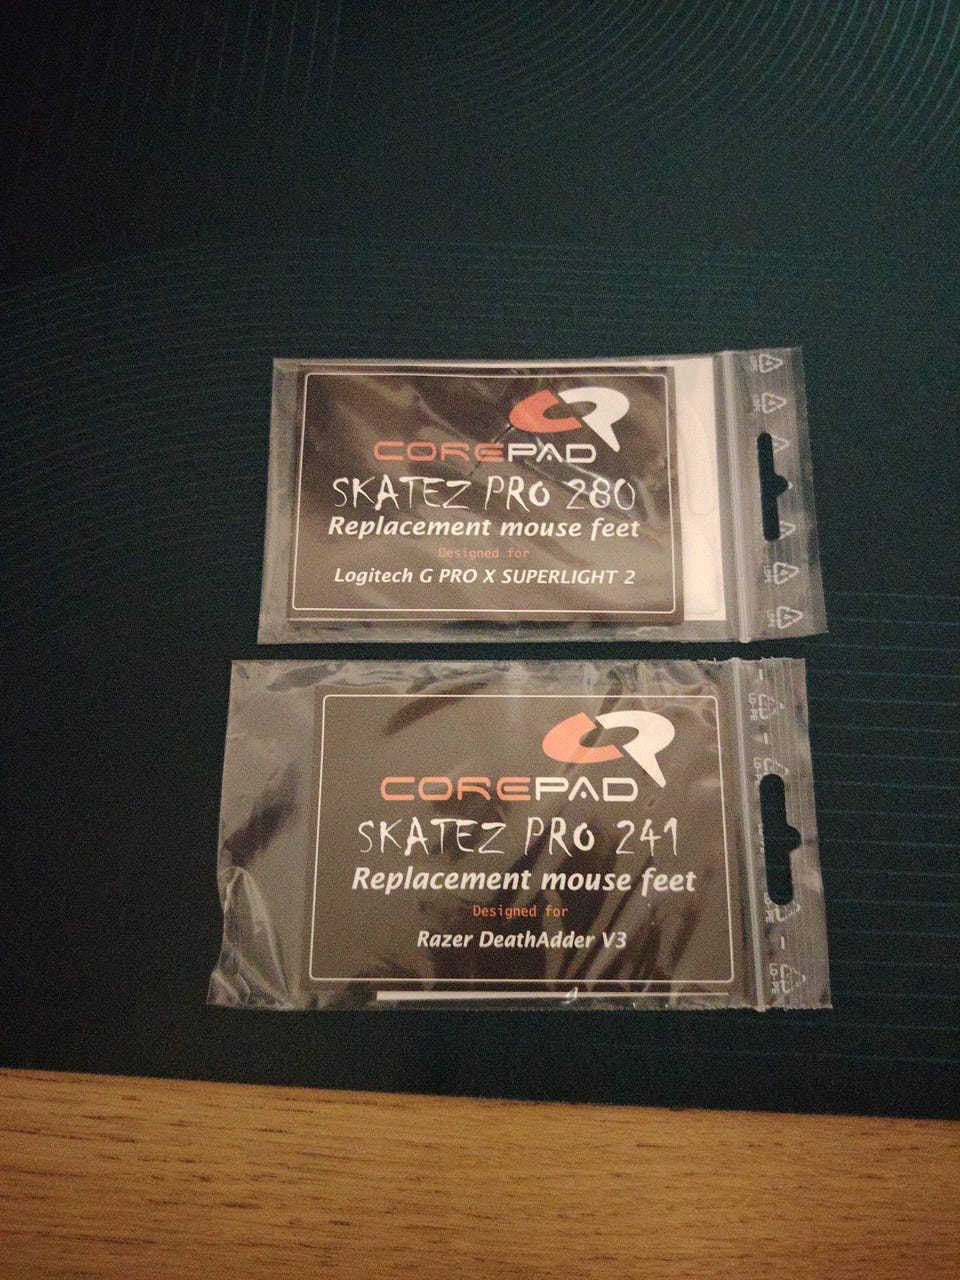 COREPAD
SKATEZ PRO 280
Replacement mouse feet
Designed for
Logitech G PRO X SUPERLIGHT 2
COREPAD
SKATEZ PRO 241
Replacement mouse feet
Designed for
Razer DeathAdder V3